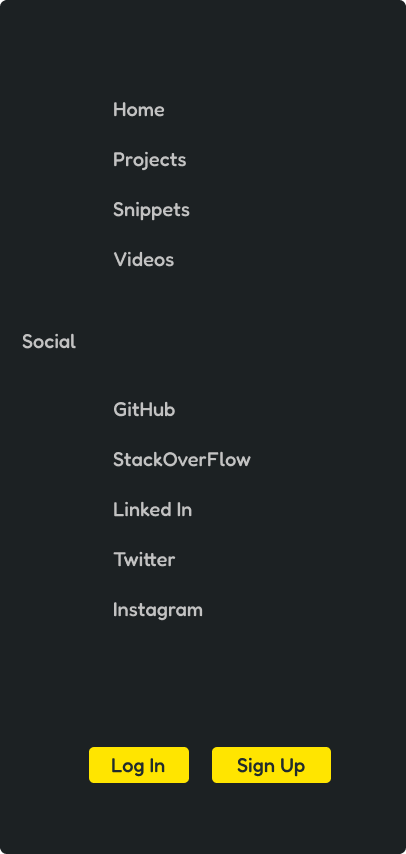 Home
Projects
Snippets
Videos
Social
GitHub
StackOverFlow
Linked In
Twitter
Instagram
Log In Sign Up